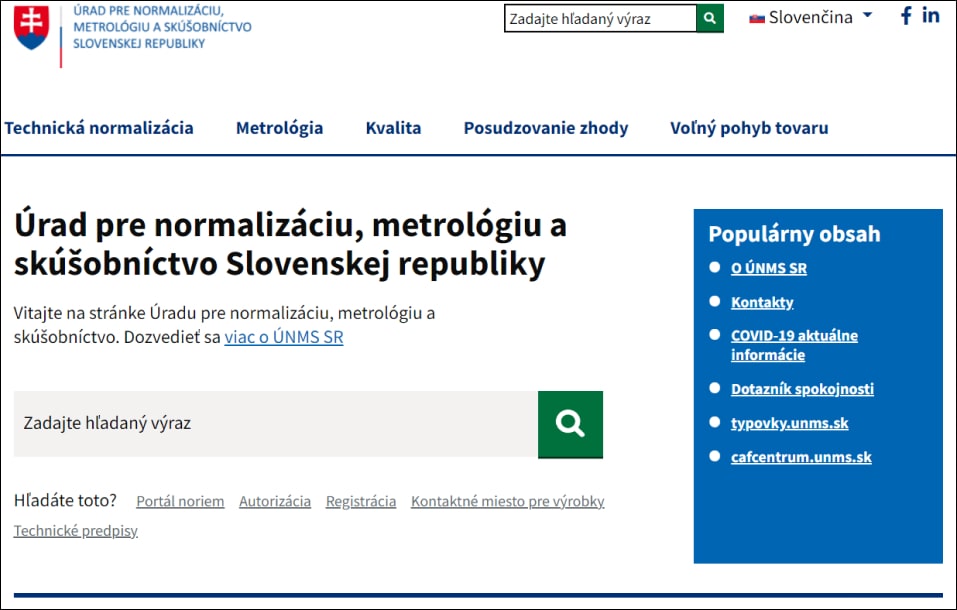 ÚRAD PRE NORMALIZÁCIU,
METROLÓGIU A SKÚŠOBNÍCTVO
SLOVENSKEJ REPUBLIKY
Zadajte hľadaný výraz
Slovenčina
f in
Technická normalizácia Metrológia Kvalita Posudzovanie zhody Voľný pohyb tovaru
Úrad pre normalizáciu, metrológiu a
skúšobníctvo Slovenskej republiky
Vitajte na stránke Úradu pre normalizáciu, metrológiu a
skúšobníctvo. Dozvedieť sa viac o ÚNMS SR
Zadajte hľadaný výraz
Hľadáte toto? Portál noriem Autorizácia Registrácia Kontaktné miesto pre výrobky
Technické predpisy
Populárny obsah
O ÚNMS SR
Kontakty
COVID-19 aktuálne
informácie
Dotazník spokojnosti
typovky.unms.sk
cafcentrum.unms.sk